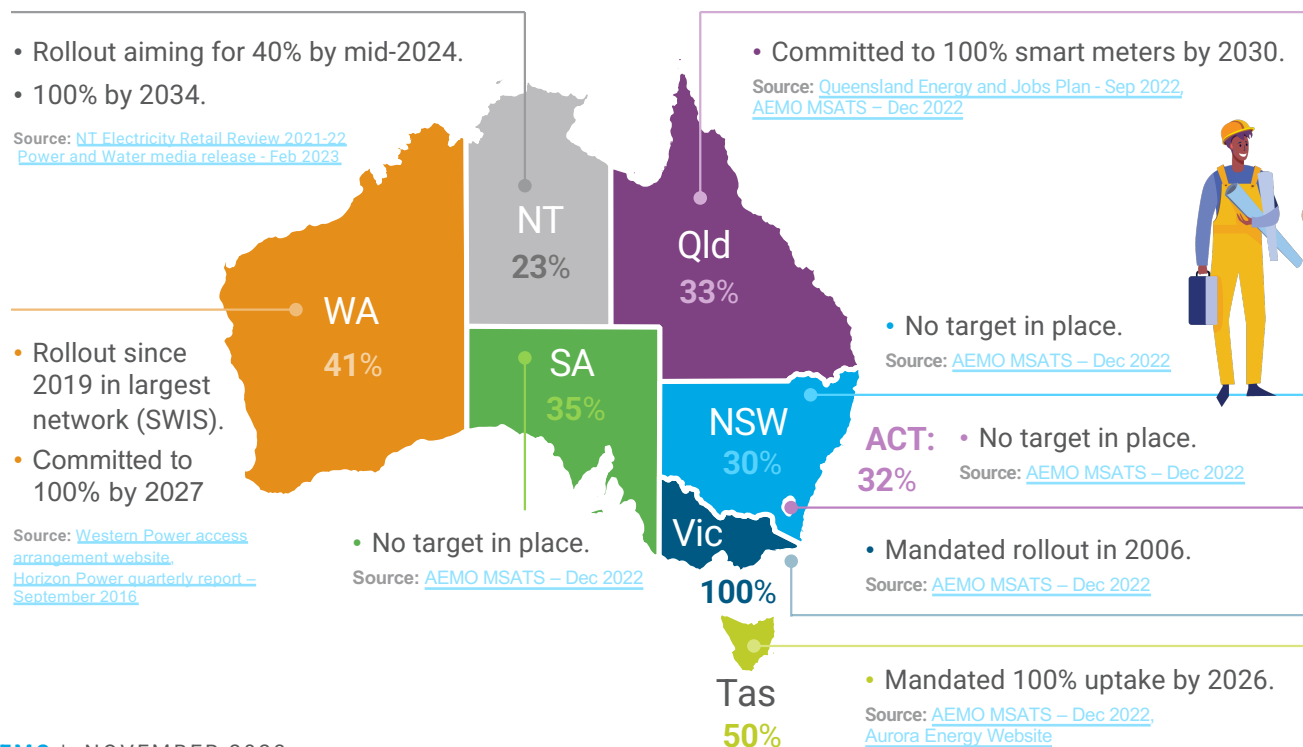 • Rollout aiming for 40% by mid-2024.
• 100% by 2034.
Source: NT Electricity Retail Review 2021-22
Power and Water media release - Feb 2023
• Committed to 100% smart meters by 2030.
Source: Queensland Energy and Jobs Plan - Sep 2022,
AEMO MSATS – Dec 2022
NT
23%
Qld
33%
WA
41%
SA
35%
• Rollout since
2019 in largest
network (SWIS).
• Committed to
100% by 2027
Source: Western Power access
arrangement website,
Horizon Power quarterly report –
September 2016
• No target in place.
Source: AEMO MSATS – Dec 2022
NSW
30%
ACT:
32%
• No target in place.
Source: AEMO MSATS – Dec 2022
• No target in place.
Source: AEMO MSATS – Dec 2022
Vic
100%
• Mandated rollout in 2006.
Source: AEMO MSATS – Dec 2022
Tas
50%
• Mandated 100% uptake by 2026.
Source: AEMO MSATS – Dec 2022,
Aurora Energy Website